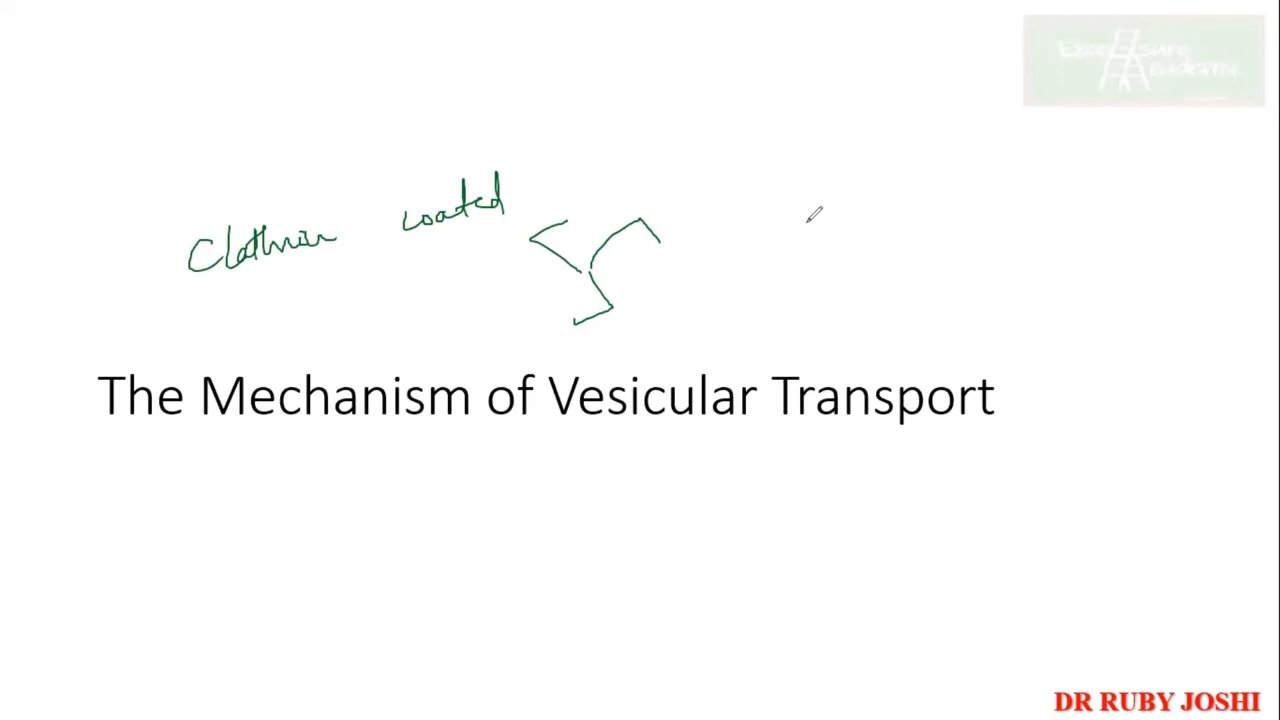 Clathrin coated
The Mechanism of Vesicular Transport
DR RUBY JOSHI